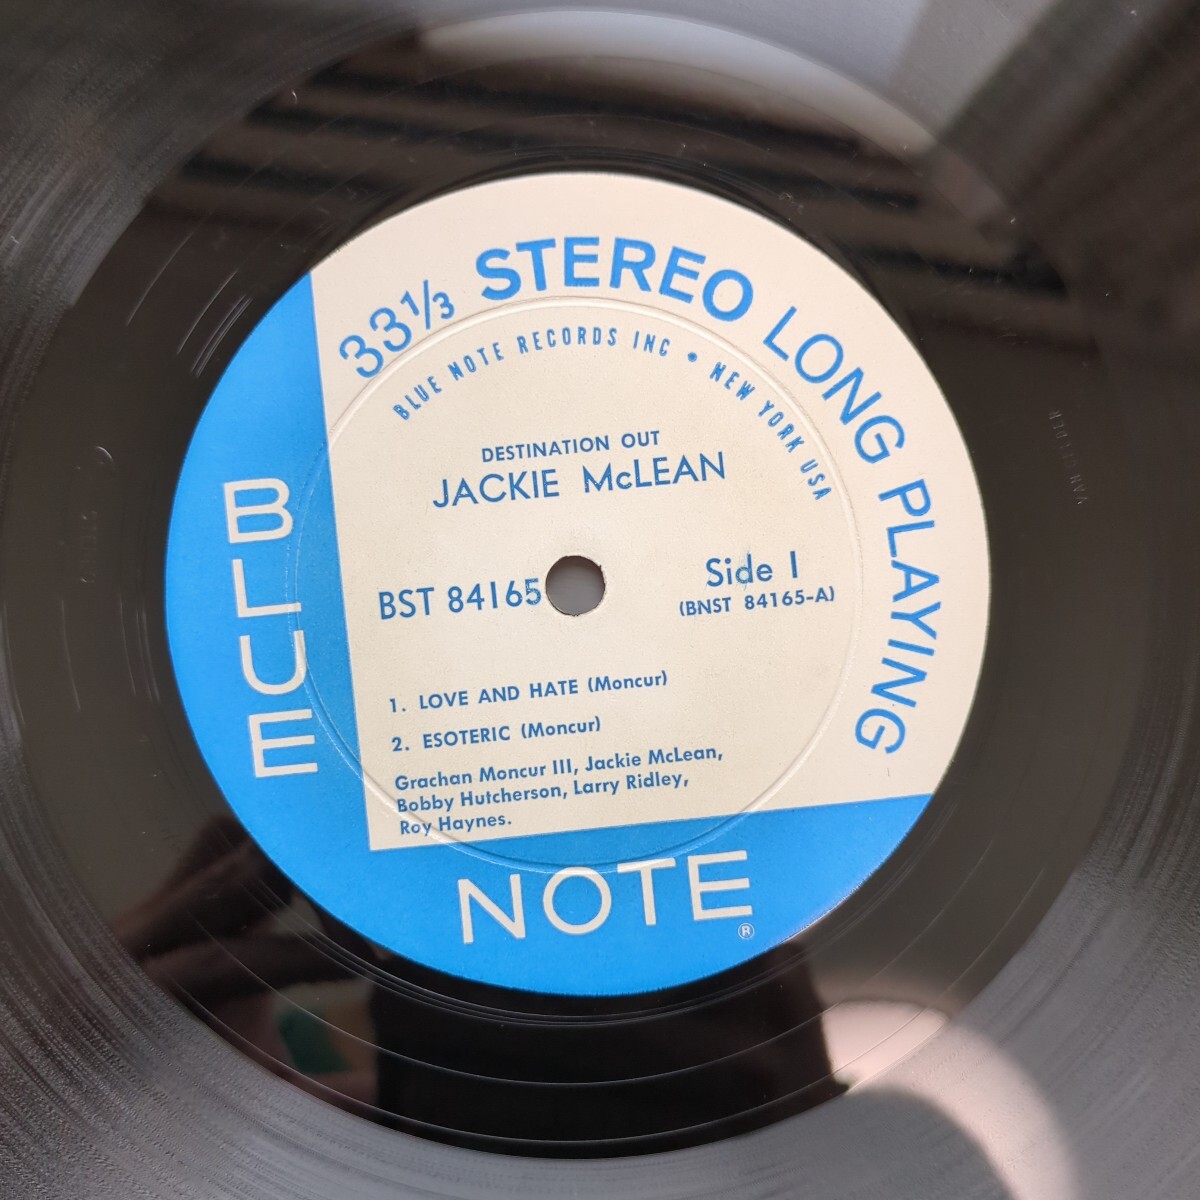 33⅓ STEREO LONG PLAYING
BLUE NOTE RECORDS INC • NEW YORK USA
DESTINATION OUT
JACKIE McLEAN
BST 84165
Side 1
(BNST 84165-A)
1. LOVE AND HATE (Moncur)
2. ESOTERIC (Moncur)
Grachan Moncur III, Jackie McLean,
Bobby Hutcherson, Larry Ridley,
Roy Haynes.
BLUE
NOTE
®
VAN GELDER